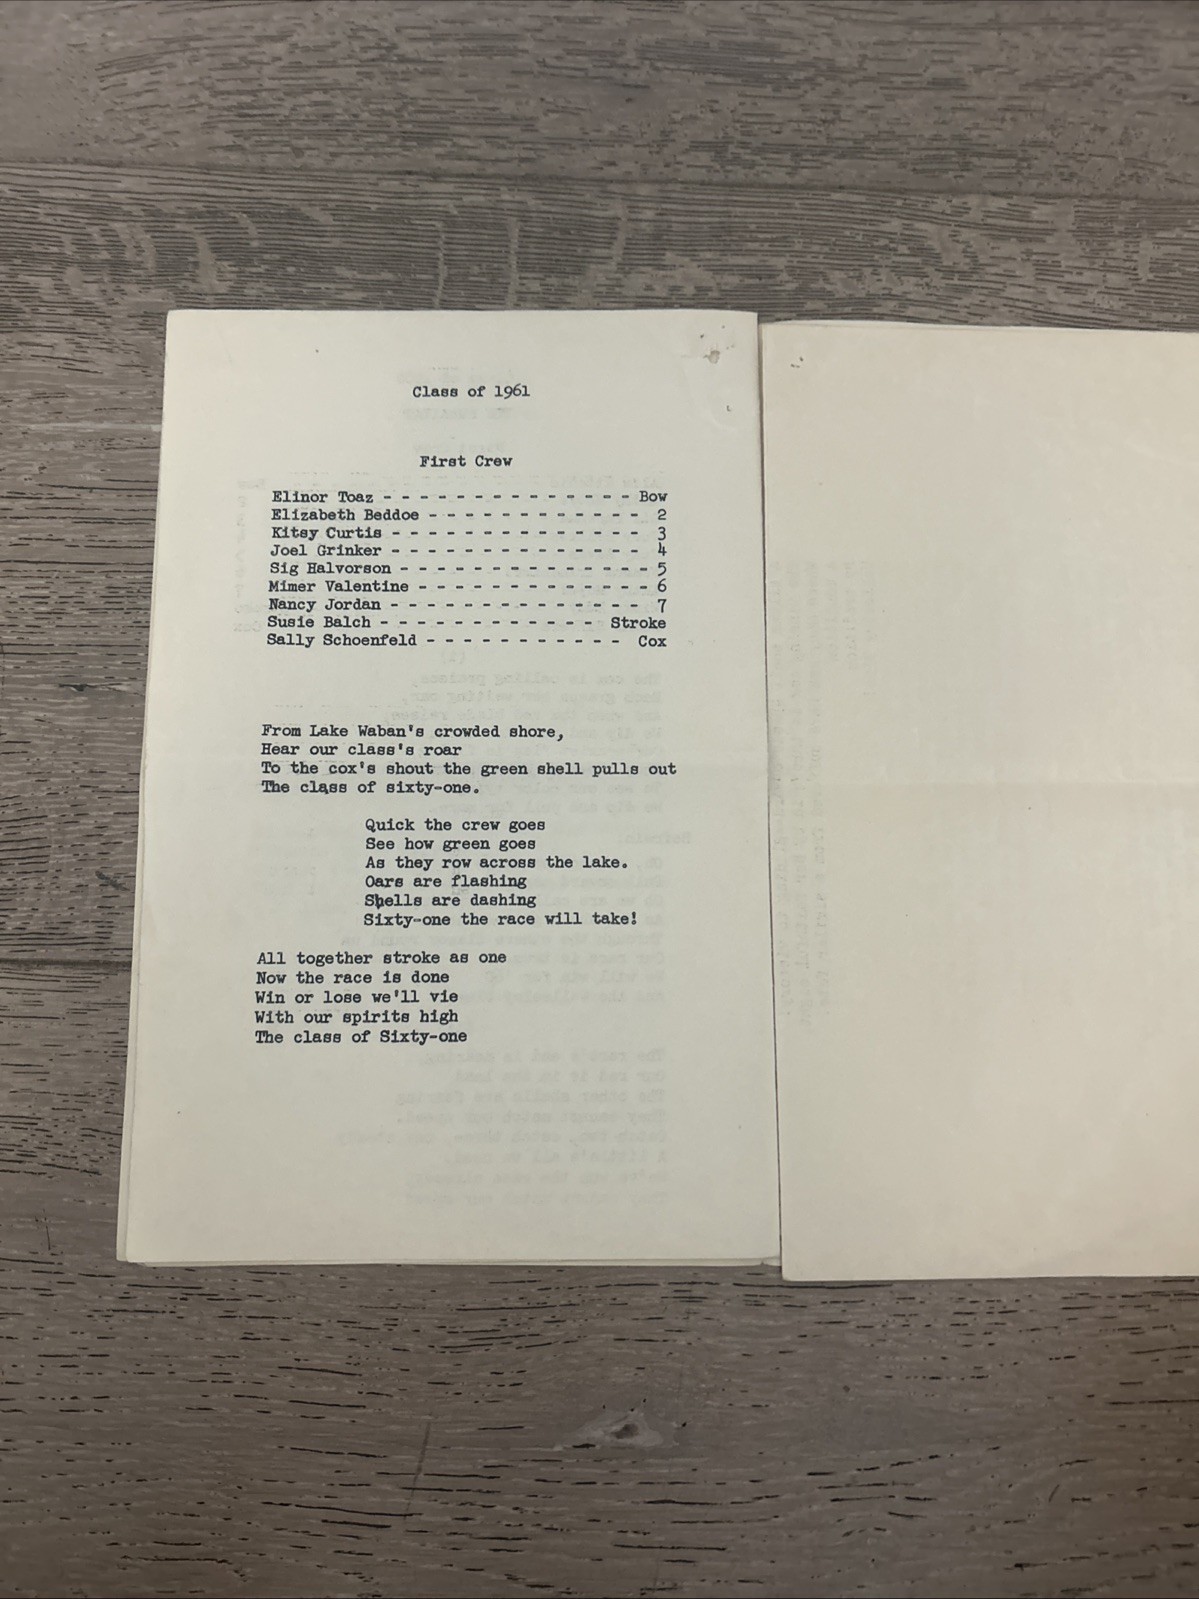 Class of 1961
First Crew
Elinor Toaz - - - - - - - - - - - - - - Bow
Elizabeth Beddoe - - - - - - - - - - - - 2
Kitsy Curtis - - - - - - - - - - - - - - 3
Joel Grinker - - - - - - - - - - - - - - 4
Sig Halvorson - - - - - - - - - - - - - - 5
Mimer Valentine - - - - - - - - - - - - - 6
Nancy Jordan - - - - - - - - - - - - - - 7
Susie Balch - - - - - - - - - - - - Stroke
Sally Schoenfeld - - - - - - - - - - Cox
From Lake Waban's crowded shore,
Hear our class's roar
To the cox's shout the green shell pulls out
The class of sixty-one.
Quick the crew goes
See how green goes
As they row across the lake.
Oars are flashing
Shells are dashing
Sixty-one the race will take!
All together stroke as one
Now the race is done
Win or lose we'll vie
With our spirits high
The class of Sixty-one